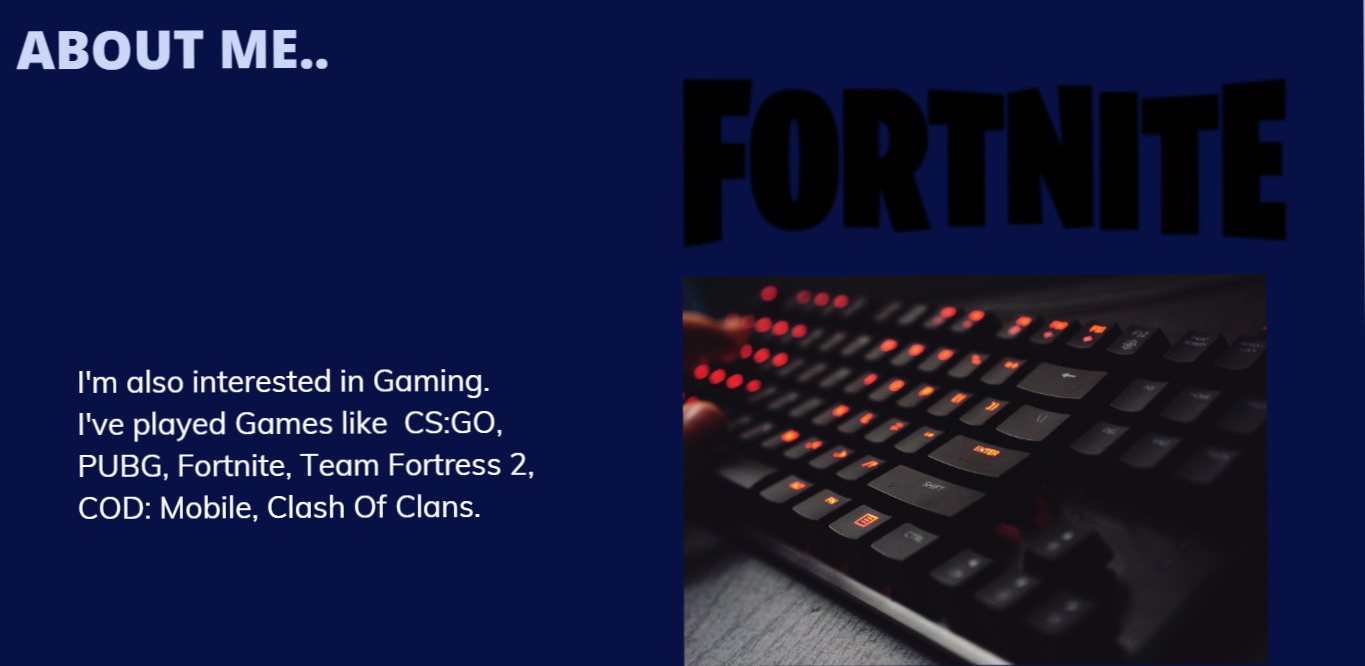 ABOUT ME..
FORTNITE
I'm also interested in Gaming.
I've played Games like  CS:GO,
PUBG, Fortnite, Team Fortress 2,
COD: Mobile, Clash Of Clans.
ENTER
SHIFT
CTRL